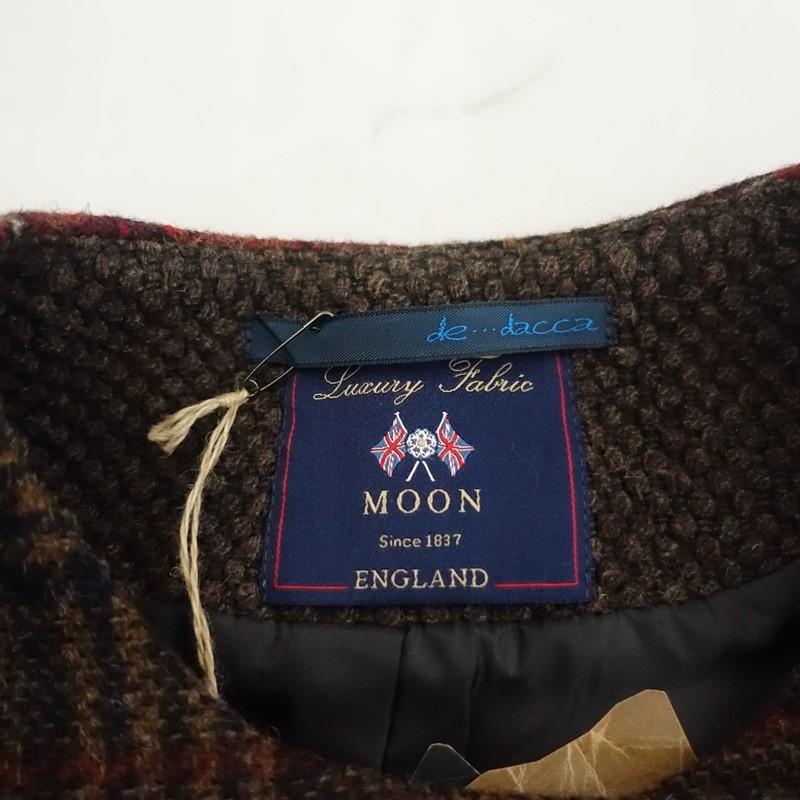 de...dacca
Luxury Fabric
MOON
Since 1837
ENGLAND